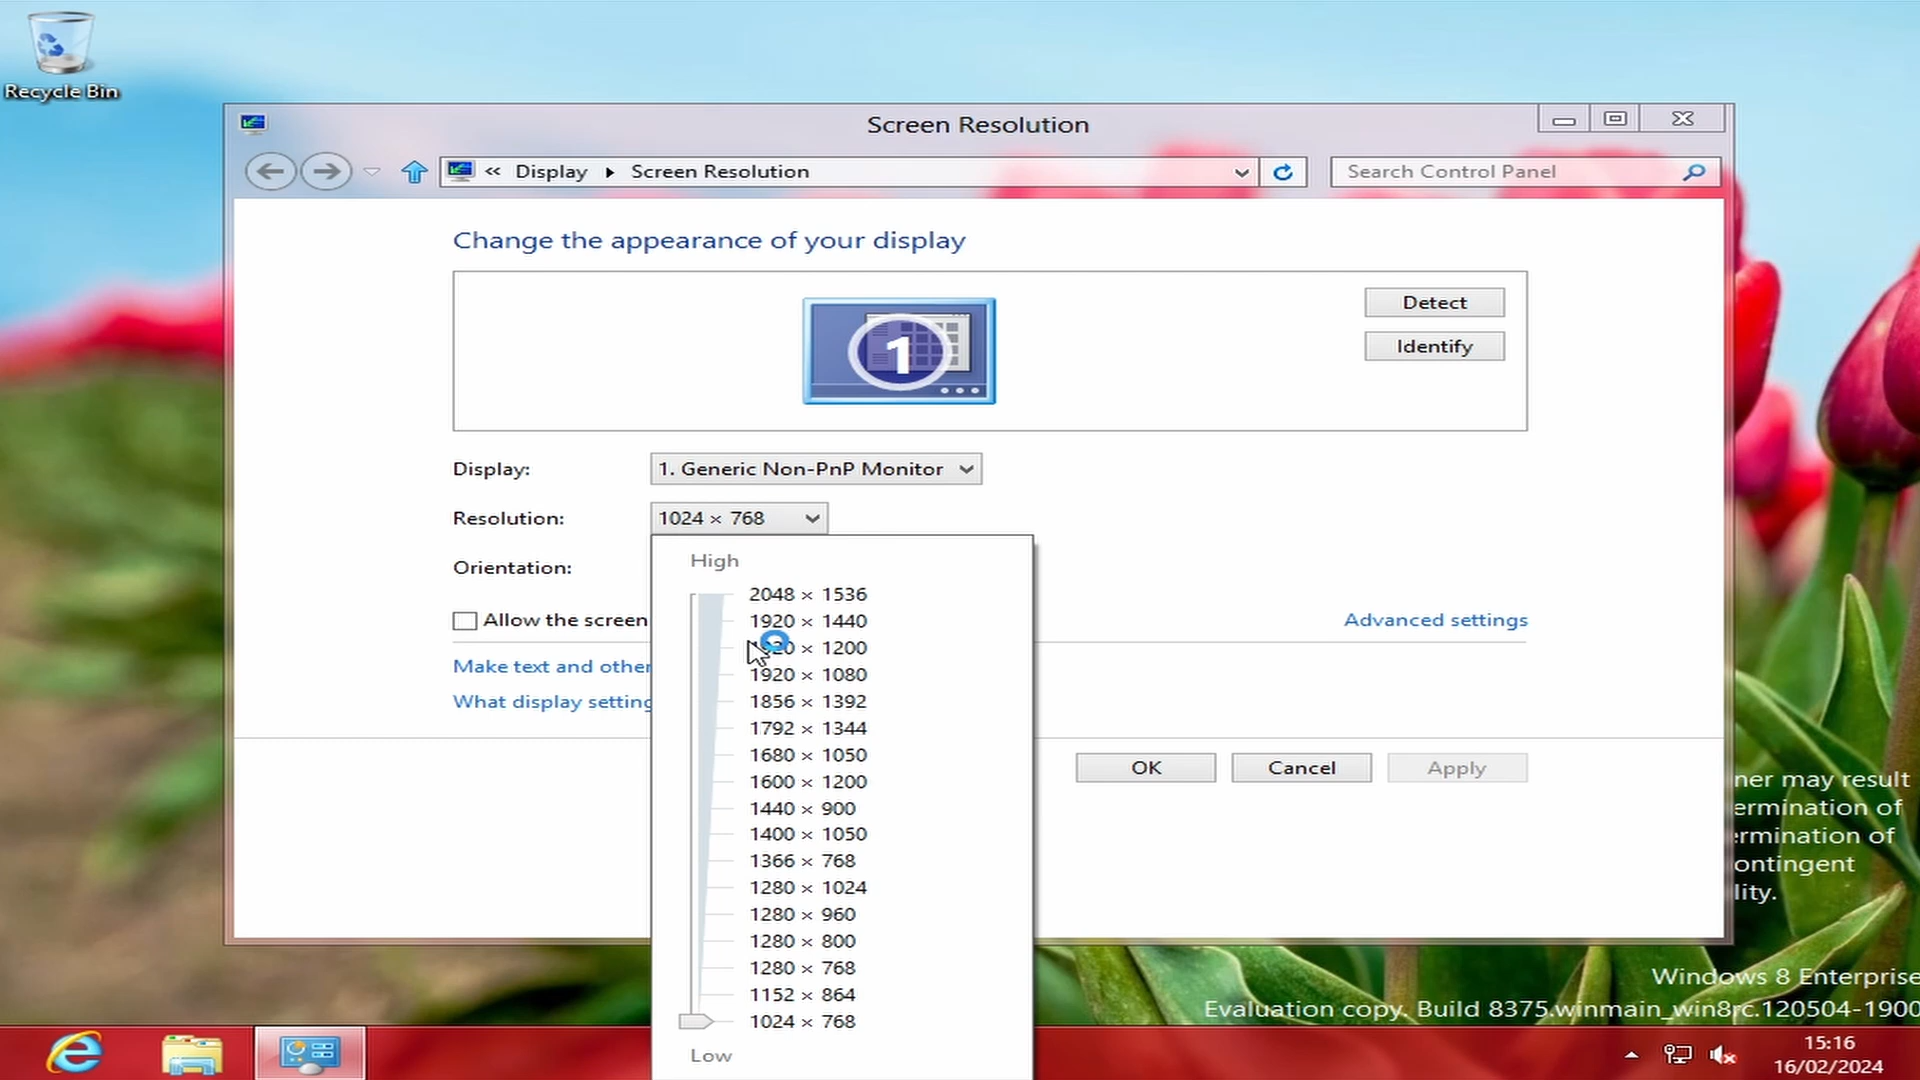 Recycle Bin
Screen Resolution
« Display ▸ Screen Resolution
Search Control Panel
Change the appearance of your display
1
Detect
Identify
Display: 1. Generic Non-PnP Monitor
Resolution: 1024 × 768
Orientation:
High
2048 × 1536
1920 × 1440
× 1200
1920 × 1080
1856 × 1392
1792 × 1344
1680 × 1050
1600 × 1200
1440 × 900
1400 × 1050
1366 × 768
1280 × 1024
1280 × 960
1280 × 800
1280 × 768
1152 × 864
1024 × 768
Low
Allow the screen
Advanced settings
Make text and other
What display setting
OK
Cancel
Apply
ner may result
ermination of
ermination of
ontingent
lity.
Windows 8 Enterprise
Evaluation copy. Build 8375.winmain_win8rc.120504-1900
15:16
16/02/2024